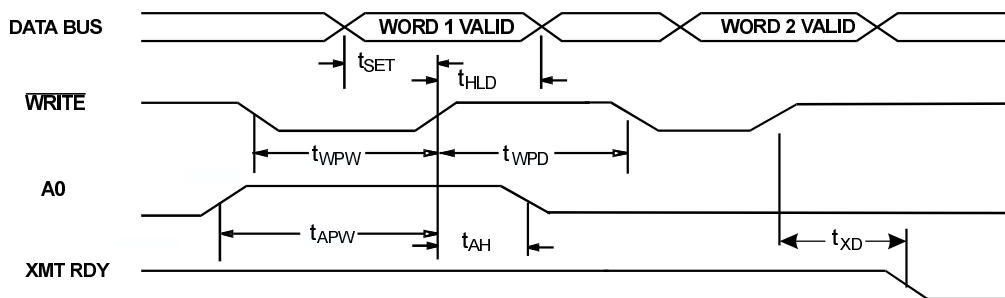 DATA BUS
WORD 1 VALID
WORD 2 VALID
tSET
tHLD
WRITE
tWPW
tWPD
A0
tAPW
tAH
tXD
XMT RDY